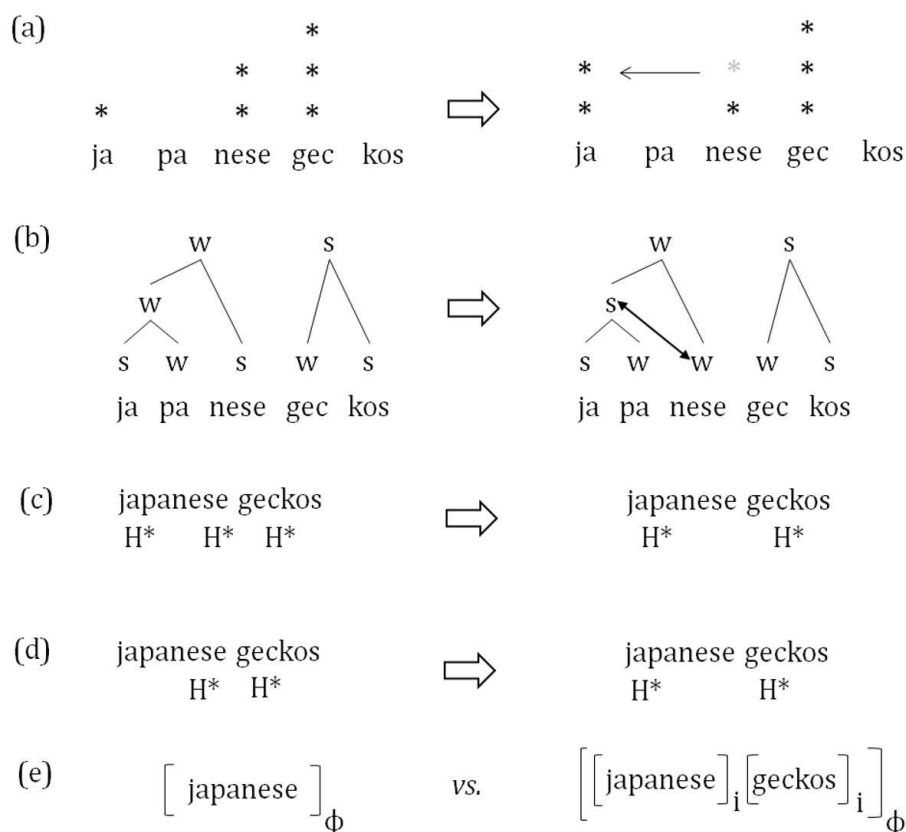 (a)
* *
* * * * *
* * * * * *
ja pa nese gec kos ja pa nese gec kos
(b) w s w s
w s
s w s w s s w w w s
ja pa nese gec kos ja pa nese gec kos
(c) japanese geckos japanese geckos
H* H* H* H* H*
(d) japanese geckos japanese geckos
H* H* H* H*
(e) [ japanese ]ϕ vs. [[japanese]i[geckos]i]ϕ